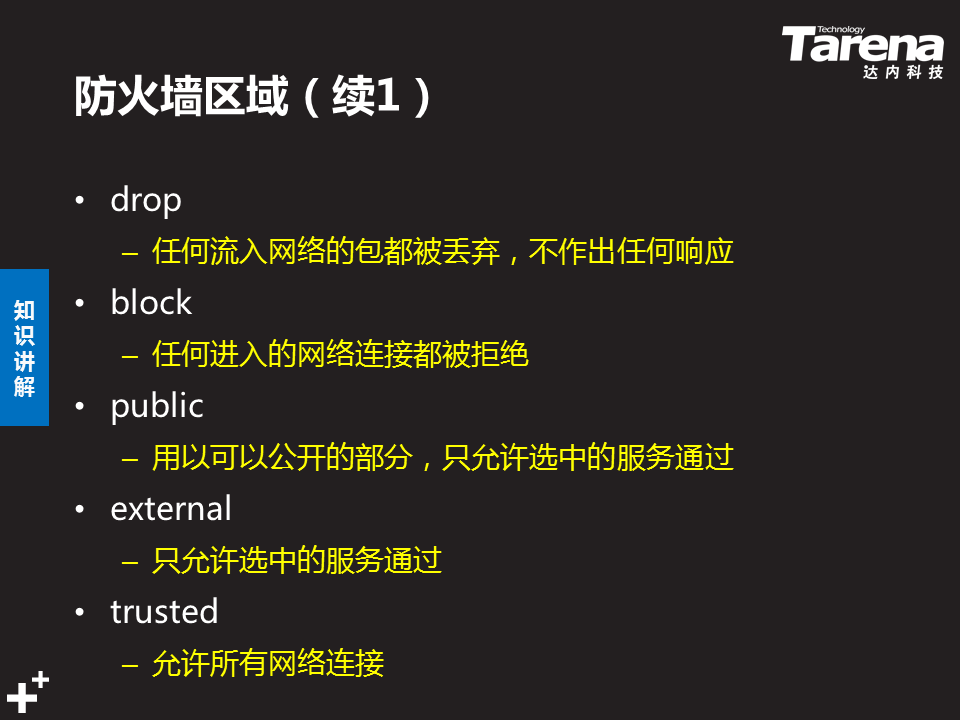 Technology
Tarena
达内科技
防火墙区域（续1）
• drop
– 任何流入网络的包都被丢弃，不作出任何响应
• block
– 任何进入的网络连接都被拒绝
• public
– 用以可以公开的部分，只允许选中的服务通过
• external
– 只允许选中的服务通过
• trusted
– 允许所有网络连接
知
识
讲
解